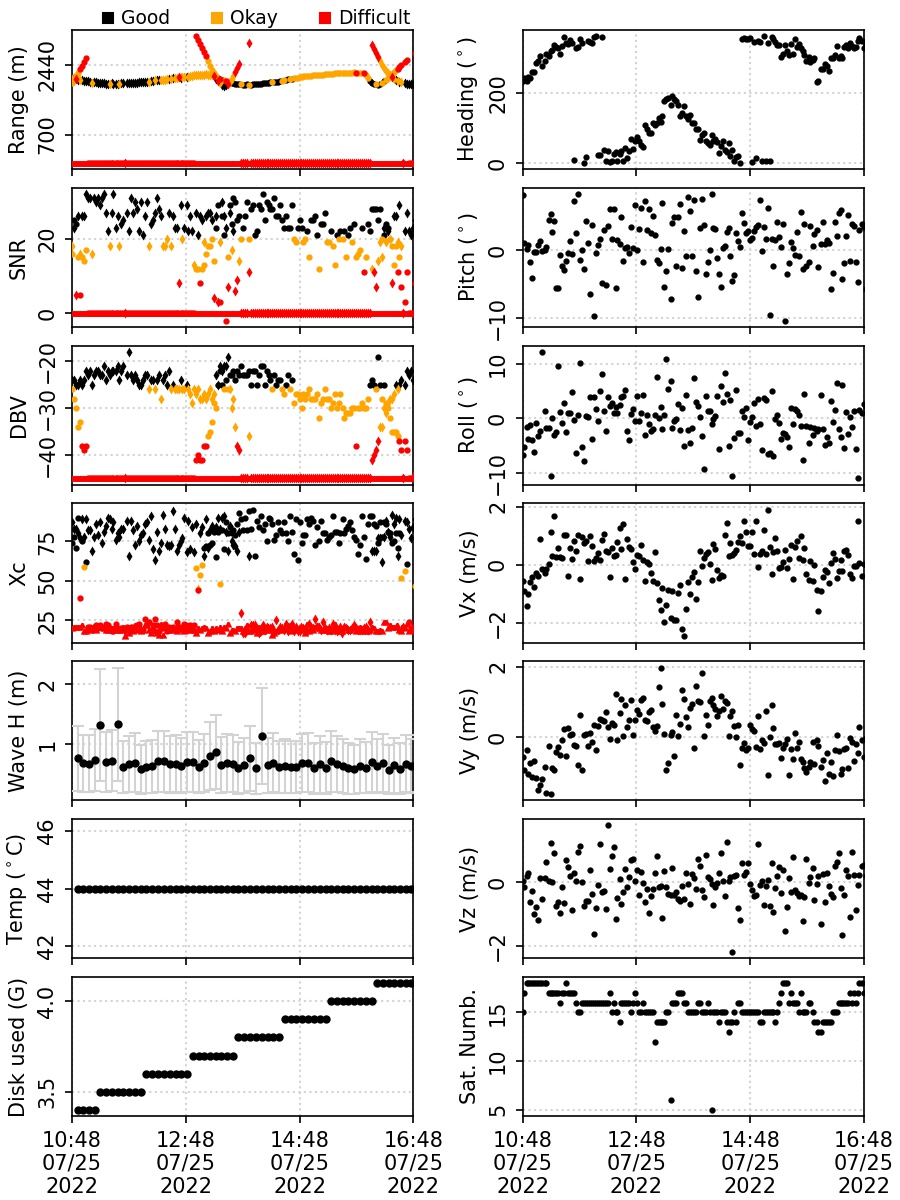 Good Okay Difficult
Range (m)
2440
700
Heading (°)
200
0
SNR
20
0
Pitch (°)
0
−10
DBV
−20
−30
−40
Roll (°)
10
0
−10
Xc
75
50
25
Vx (m/s)
2
0
−2
Wave H (m)
2
1
Vy (m/s)
2
0
Temp (°C)
46
44
42
Vz (m/s)
0
−2
Disk used (G)
4.0
3.5
Sat. Numb.
15
10
5
10:48 12:48 14:48 16:48 10:48 12:48 14:48 16:48
07/25 07/25 07/25 07/25 07/25 07/25 07/25 07/25
2022 2022 2022 2022 2022 2022 2022 2022